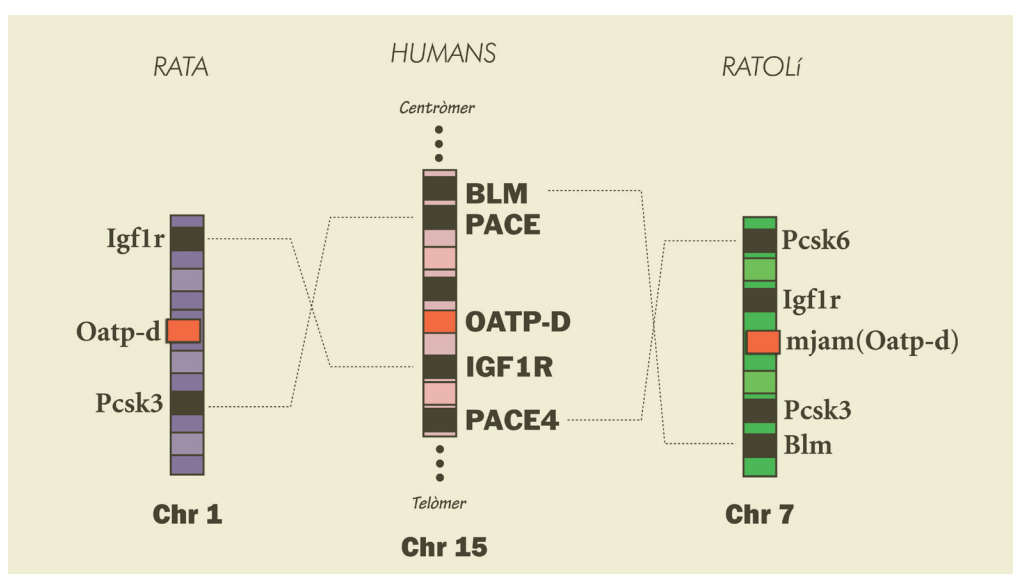 RATA
Igf1r
Oatp-d
Pcsk3
Chr 1
HUMANS
Centròmer
BLM
PACE
OATP-D
IGF1R
PACE4
Telòmer
Chr 15
RATOLí
Pcsk6
Igf1r
mjam(Oatp-d)
Pcsk3
Blm
Chr 7